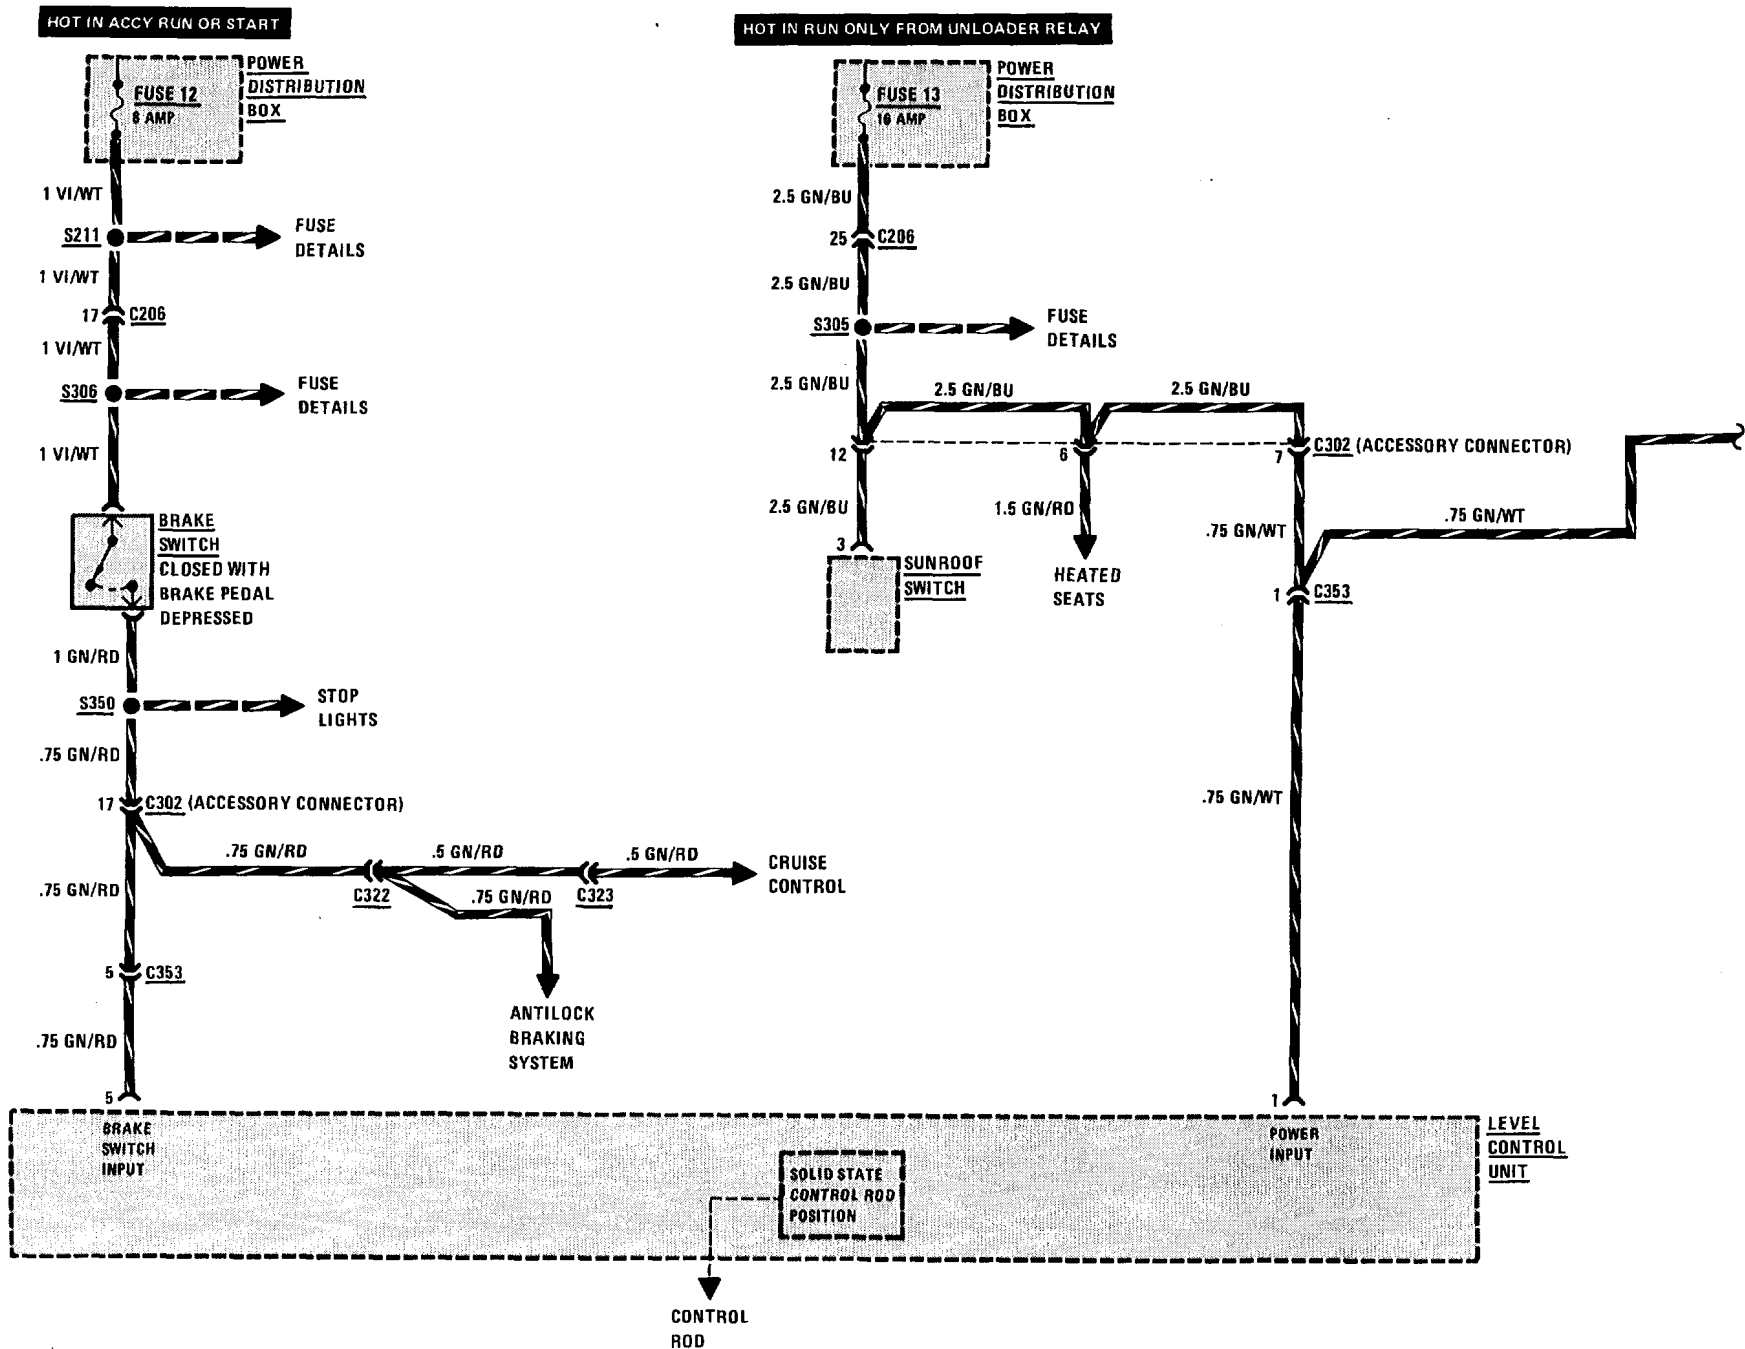 HOT IN ACCY RUN OR START
FUSE 12
8 AMP
POWER
DISTRIBUTION
BOX
1 VI/WT
S211
FUSE
DETAILS
1 VI/WT
17
C206
1 VI/WT
S306
FUSE
DETAILS
1 VI/WT
BRAKE
SWITCH
CLOSED WITH
BRAKE PEDAL
DEPRESSED
1 GN/RD
S350
STOP
LIGHTS
.75 GN/RD
17
C302 (ACCESSORY CONNECTOR)
.75 GN/RD
.5 GN/RD
.5 GN/RD
CRUISE
CONTROL
.75 GN/RD
C322
.75 GN/RD
C323
5
C353
ANTILOCK
BRAKING
SYSTEM
.75 GN/RD
5
HOT IN RUN ONLY FROM UNLOADER RELAY
FUSE 13
16 AMP
POWER
DISTRIBUTION
BOX
2.5 GN/BU
25
C206
2.5 GN/BU
S305
FUSE
DETAILS
2.5 GN/BU
2.5 GN/BU
2.5 GN/BU
12
6
7
C302 (ACCESSORY CONNECTOR)
2.5 GN/BU
1.5 GN/RD
.75 GN/WT
.75 GN/WT
3
SUNROOF
SWITCH
HEATED
SEATS
1
C353
.75 GN/WT
1
BRAKE
SWITCH
INPUT
SOLID STATE
CONTROL ROD
POSITION
POWER
INPUT
LEVEL
CONTROL
UNIT
CONTROL
ROD